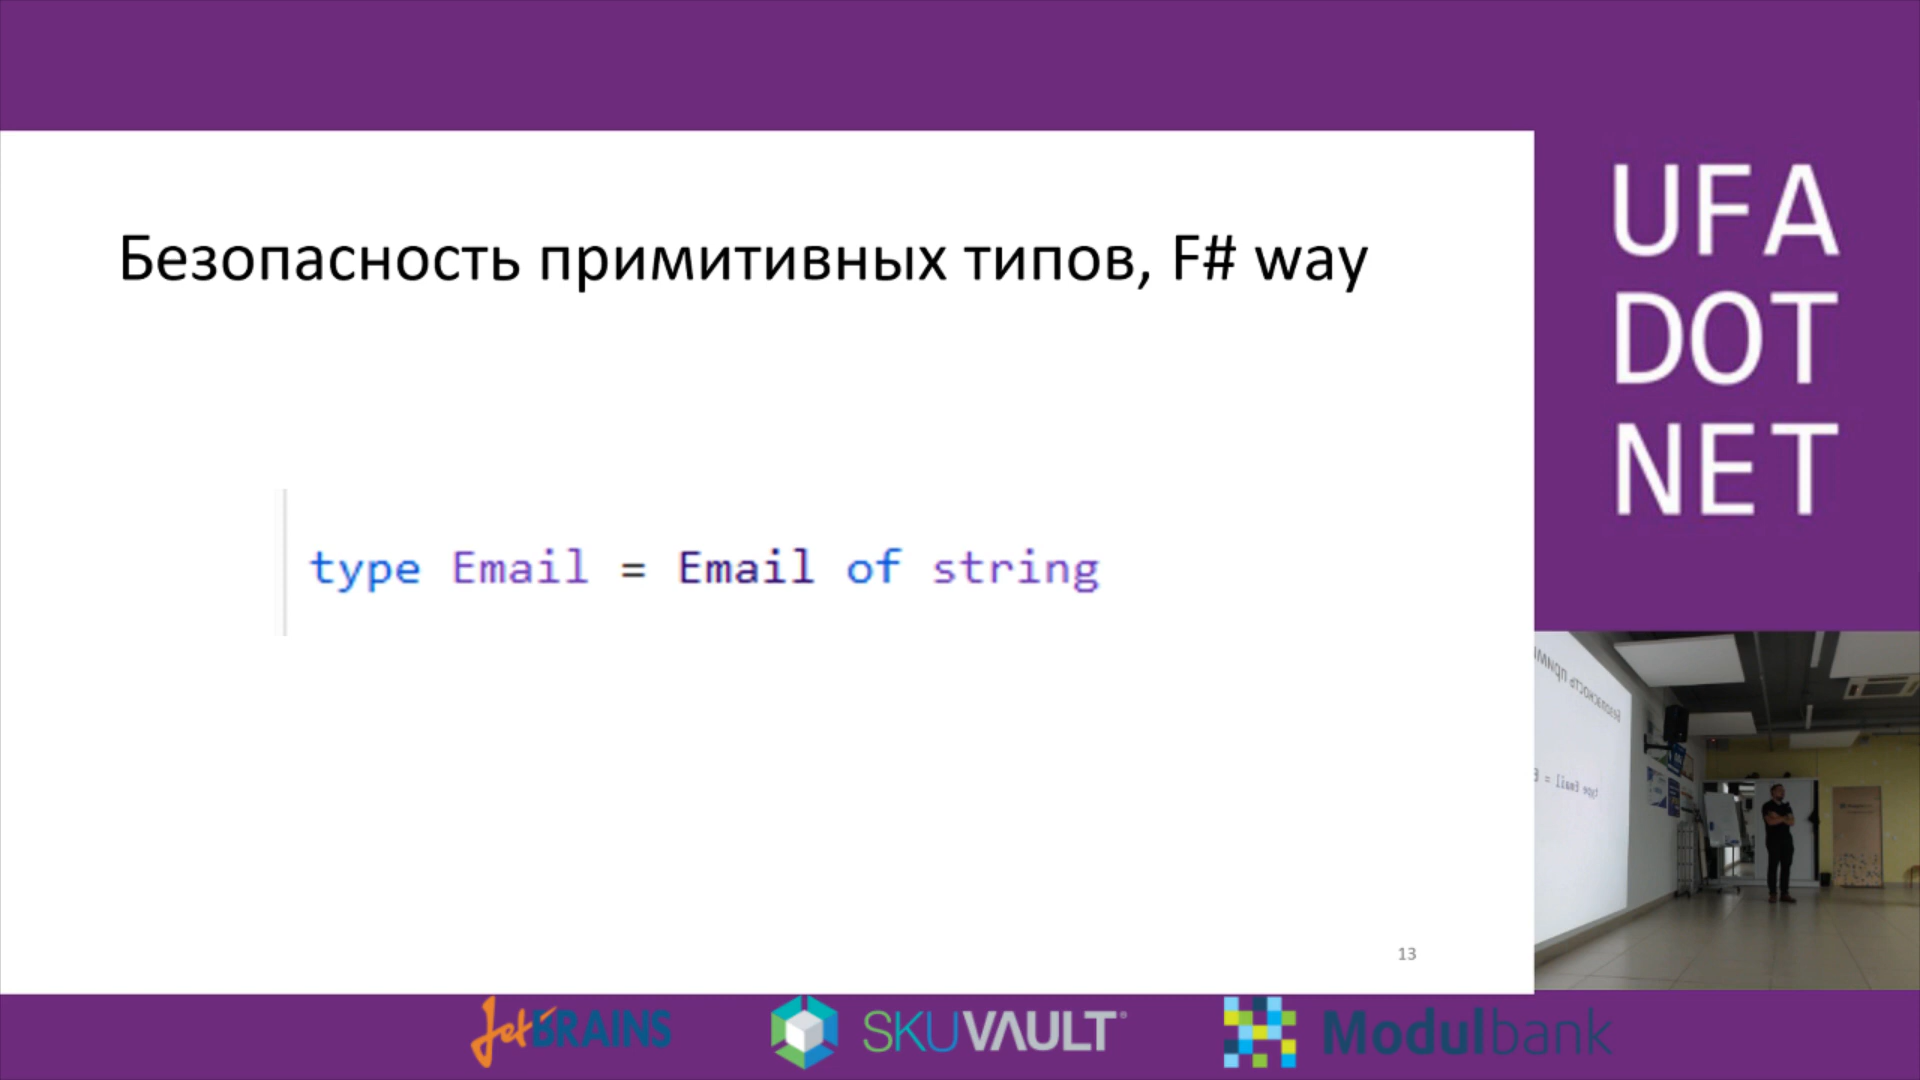 Безопасность примитивных типов, F# way
type Email = Email of string
13
UFA
DOT
NET
JetBRAINS
SKUVAULT®
Modulbank